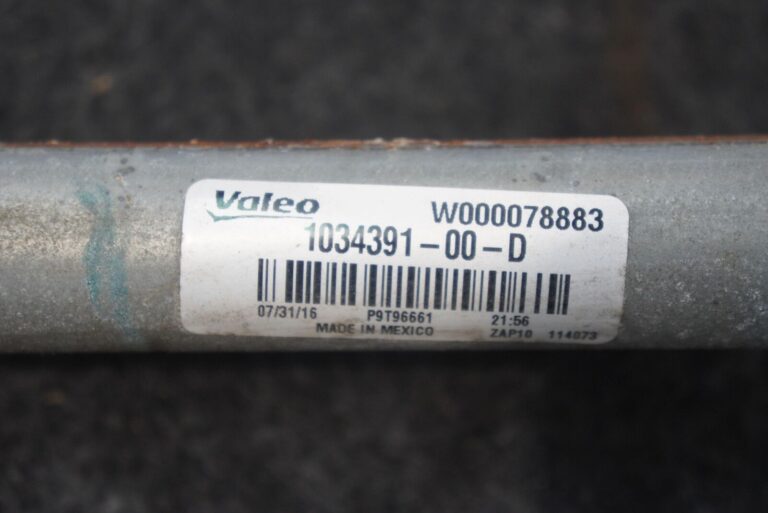 Valeo W000078883
1034391-00-D
07/31/16 P9T96661 21:56
MADE IN MEXICO ZAP10 114073